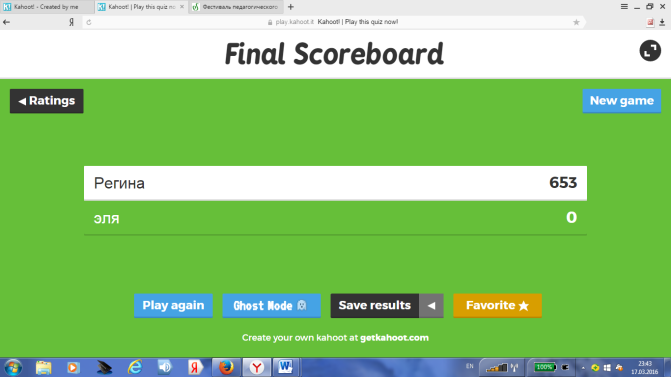 Kahoot! - Created by me
Kahoot! | Play this quiz no
Фестиваль педагогического
Я
play.kahoot.it Kahoot! | Play this quiz now!
Final Scoreboard
◄ Ratings
New game
Регина 653
эля 0
Play again
Ghost Mode
Save results ◄
Favorite ★
Create your own kahoot at getkahoot.com
EN
100%
23:43
17.03.2016